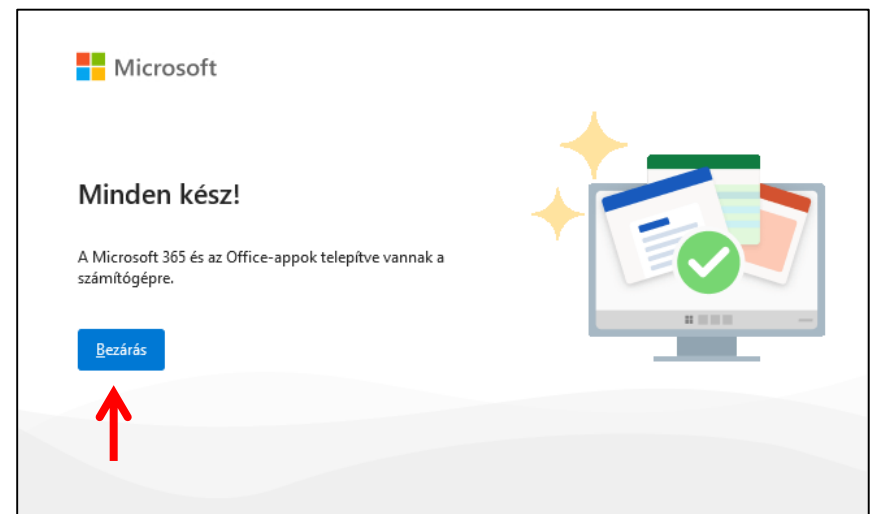 Microsoft
Minden kész!
A Microsoft 365 és az Office-appok telepítve vannak a
számítógépre.
Bezárás